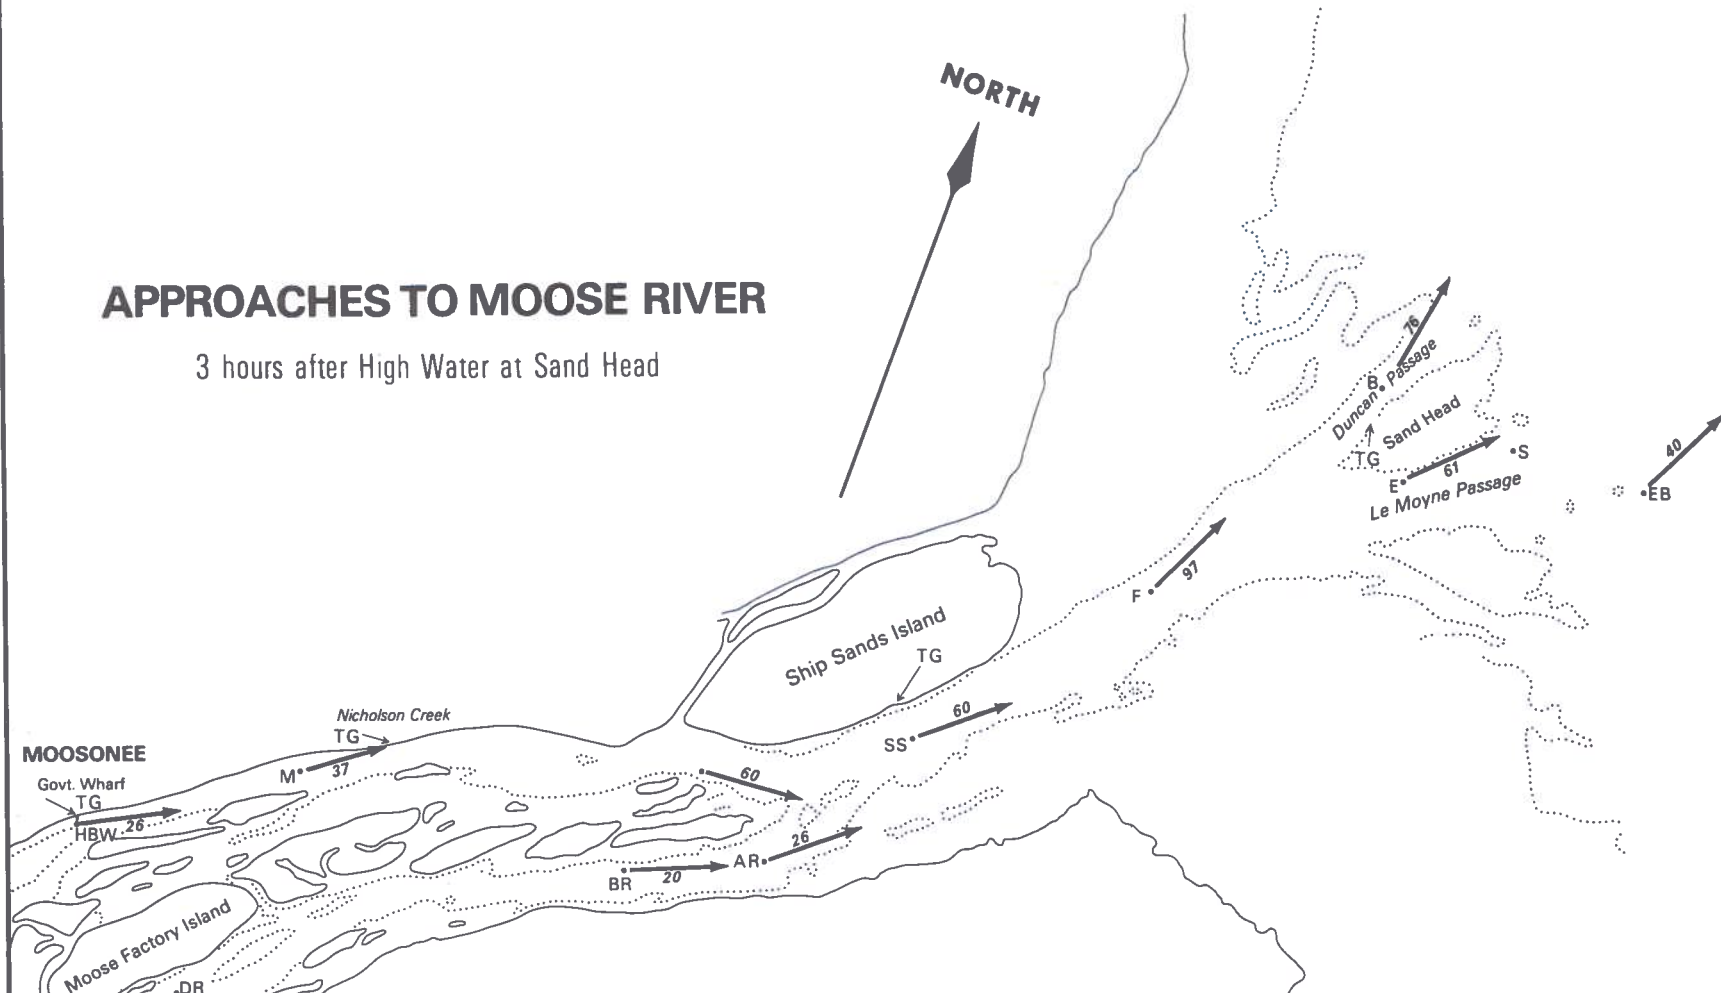 NORTH
APPROACHES TO MOOSE RIVER
3 hours after High Water at Sand Head
76
B
Duncan Passage
Sand Head
TG
E
61
S
Le Moyne Passage
40
EB
F
97
Ship Sands Island
TG
SS
60
Nicholson Creek
TG
M
37
MOOSONEE
Govt. Wharf
TG
HBW
26
60
26
AR
BR
20
Moose Factory Island
DR